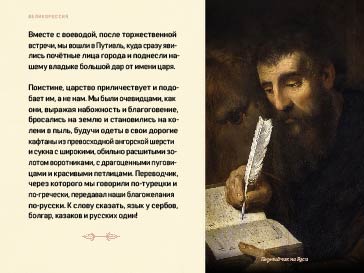 ВЕЛИКОРОССИЯ
Вместе с воеводой, после торжественной
встречи, мы вошли в Путивль, куда сразу яви-
лись почётные лица города и поднесли на-
шему владыке большой дар от имени царя.
Поистине, царство приличествует и подо-
бает им, а не нам. Мы были очевидцами, как
они, выражая набожность и благоговение,
бросались на землю и становились на ко-
лени в пыль, будучи одеты в свои дорогие
кафтаны из превосходной ангорской шерсти
и сукна с широкими, обильно расшитыми зо-
лотом воротниками, с драгоценными пугови-
цами и красивыми петлицами. Переводчик,
через которого мы говорили по-турецки и
по-гречески, передавал наши благожелания
по-русски. К слову сказать, язык у сербов,
болгар, казаков и русских один!